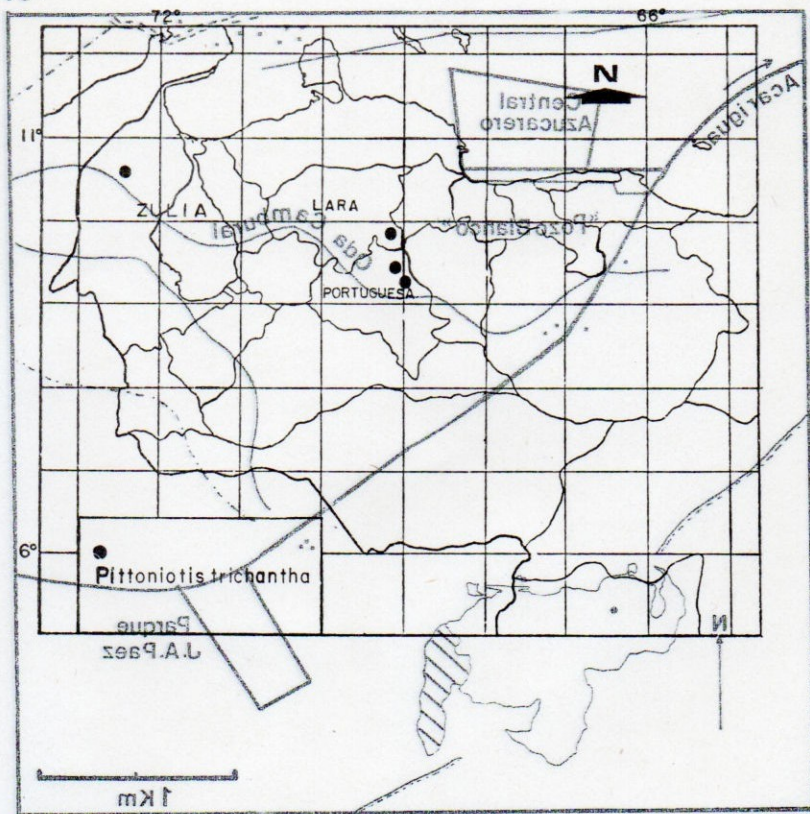 72° 66°
N
Central
Azucarero
Acarigua
11°
ZULIA
LARA
Qda Cambural
"Pozo Blanco"
PORTUGUESA
6°
Pittoniotis trichantha
Parque
J.A.Paez
N
1 Km